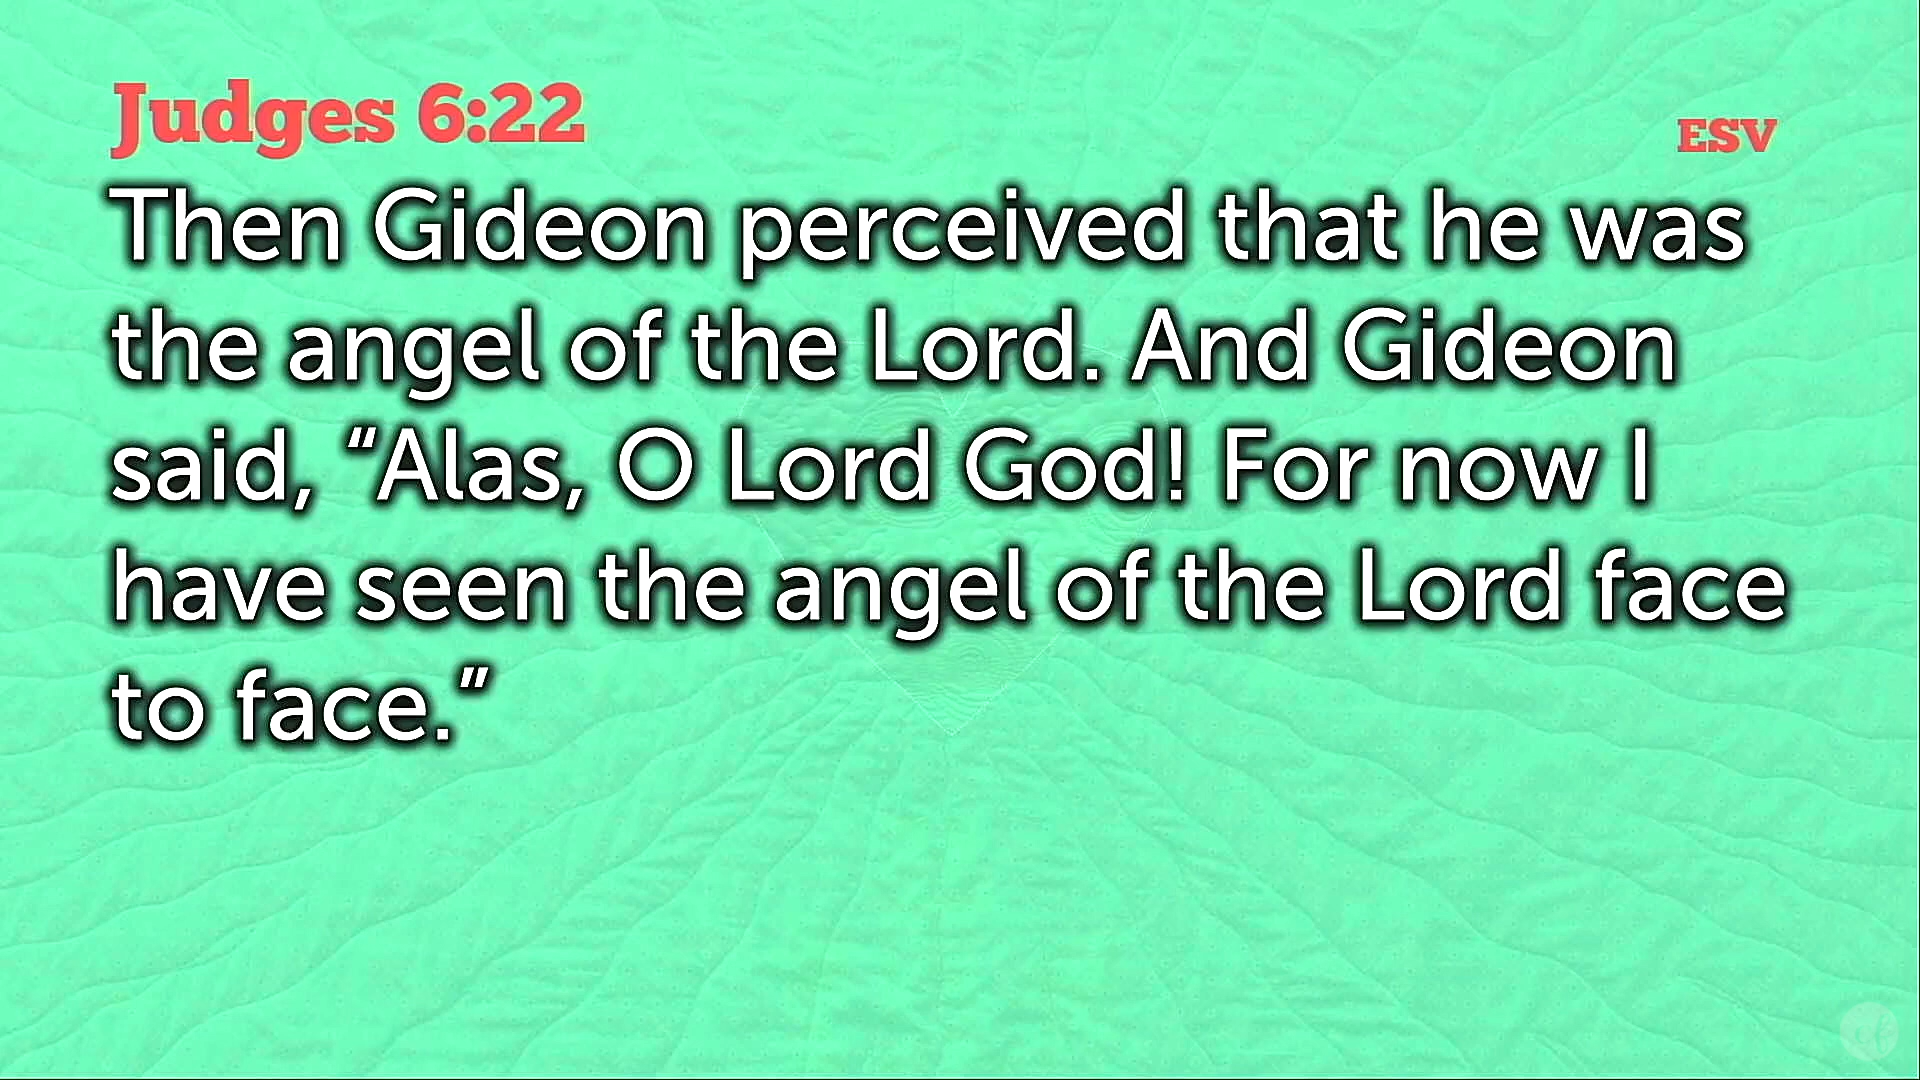 Judges 6:22
ESV
Then Gideon perceived that he was
the angel of the Lord. And Gideon
said, “Alas, O Lord God! For now I
have seen the angel of the Lord face
to face.”